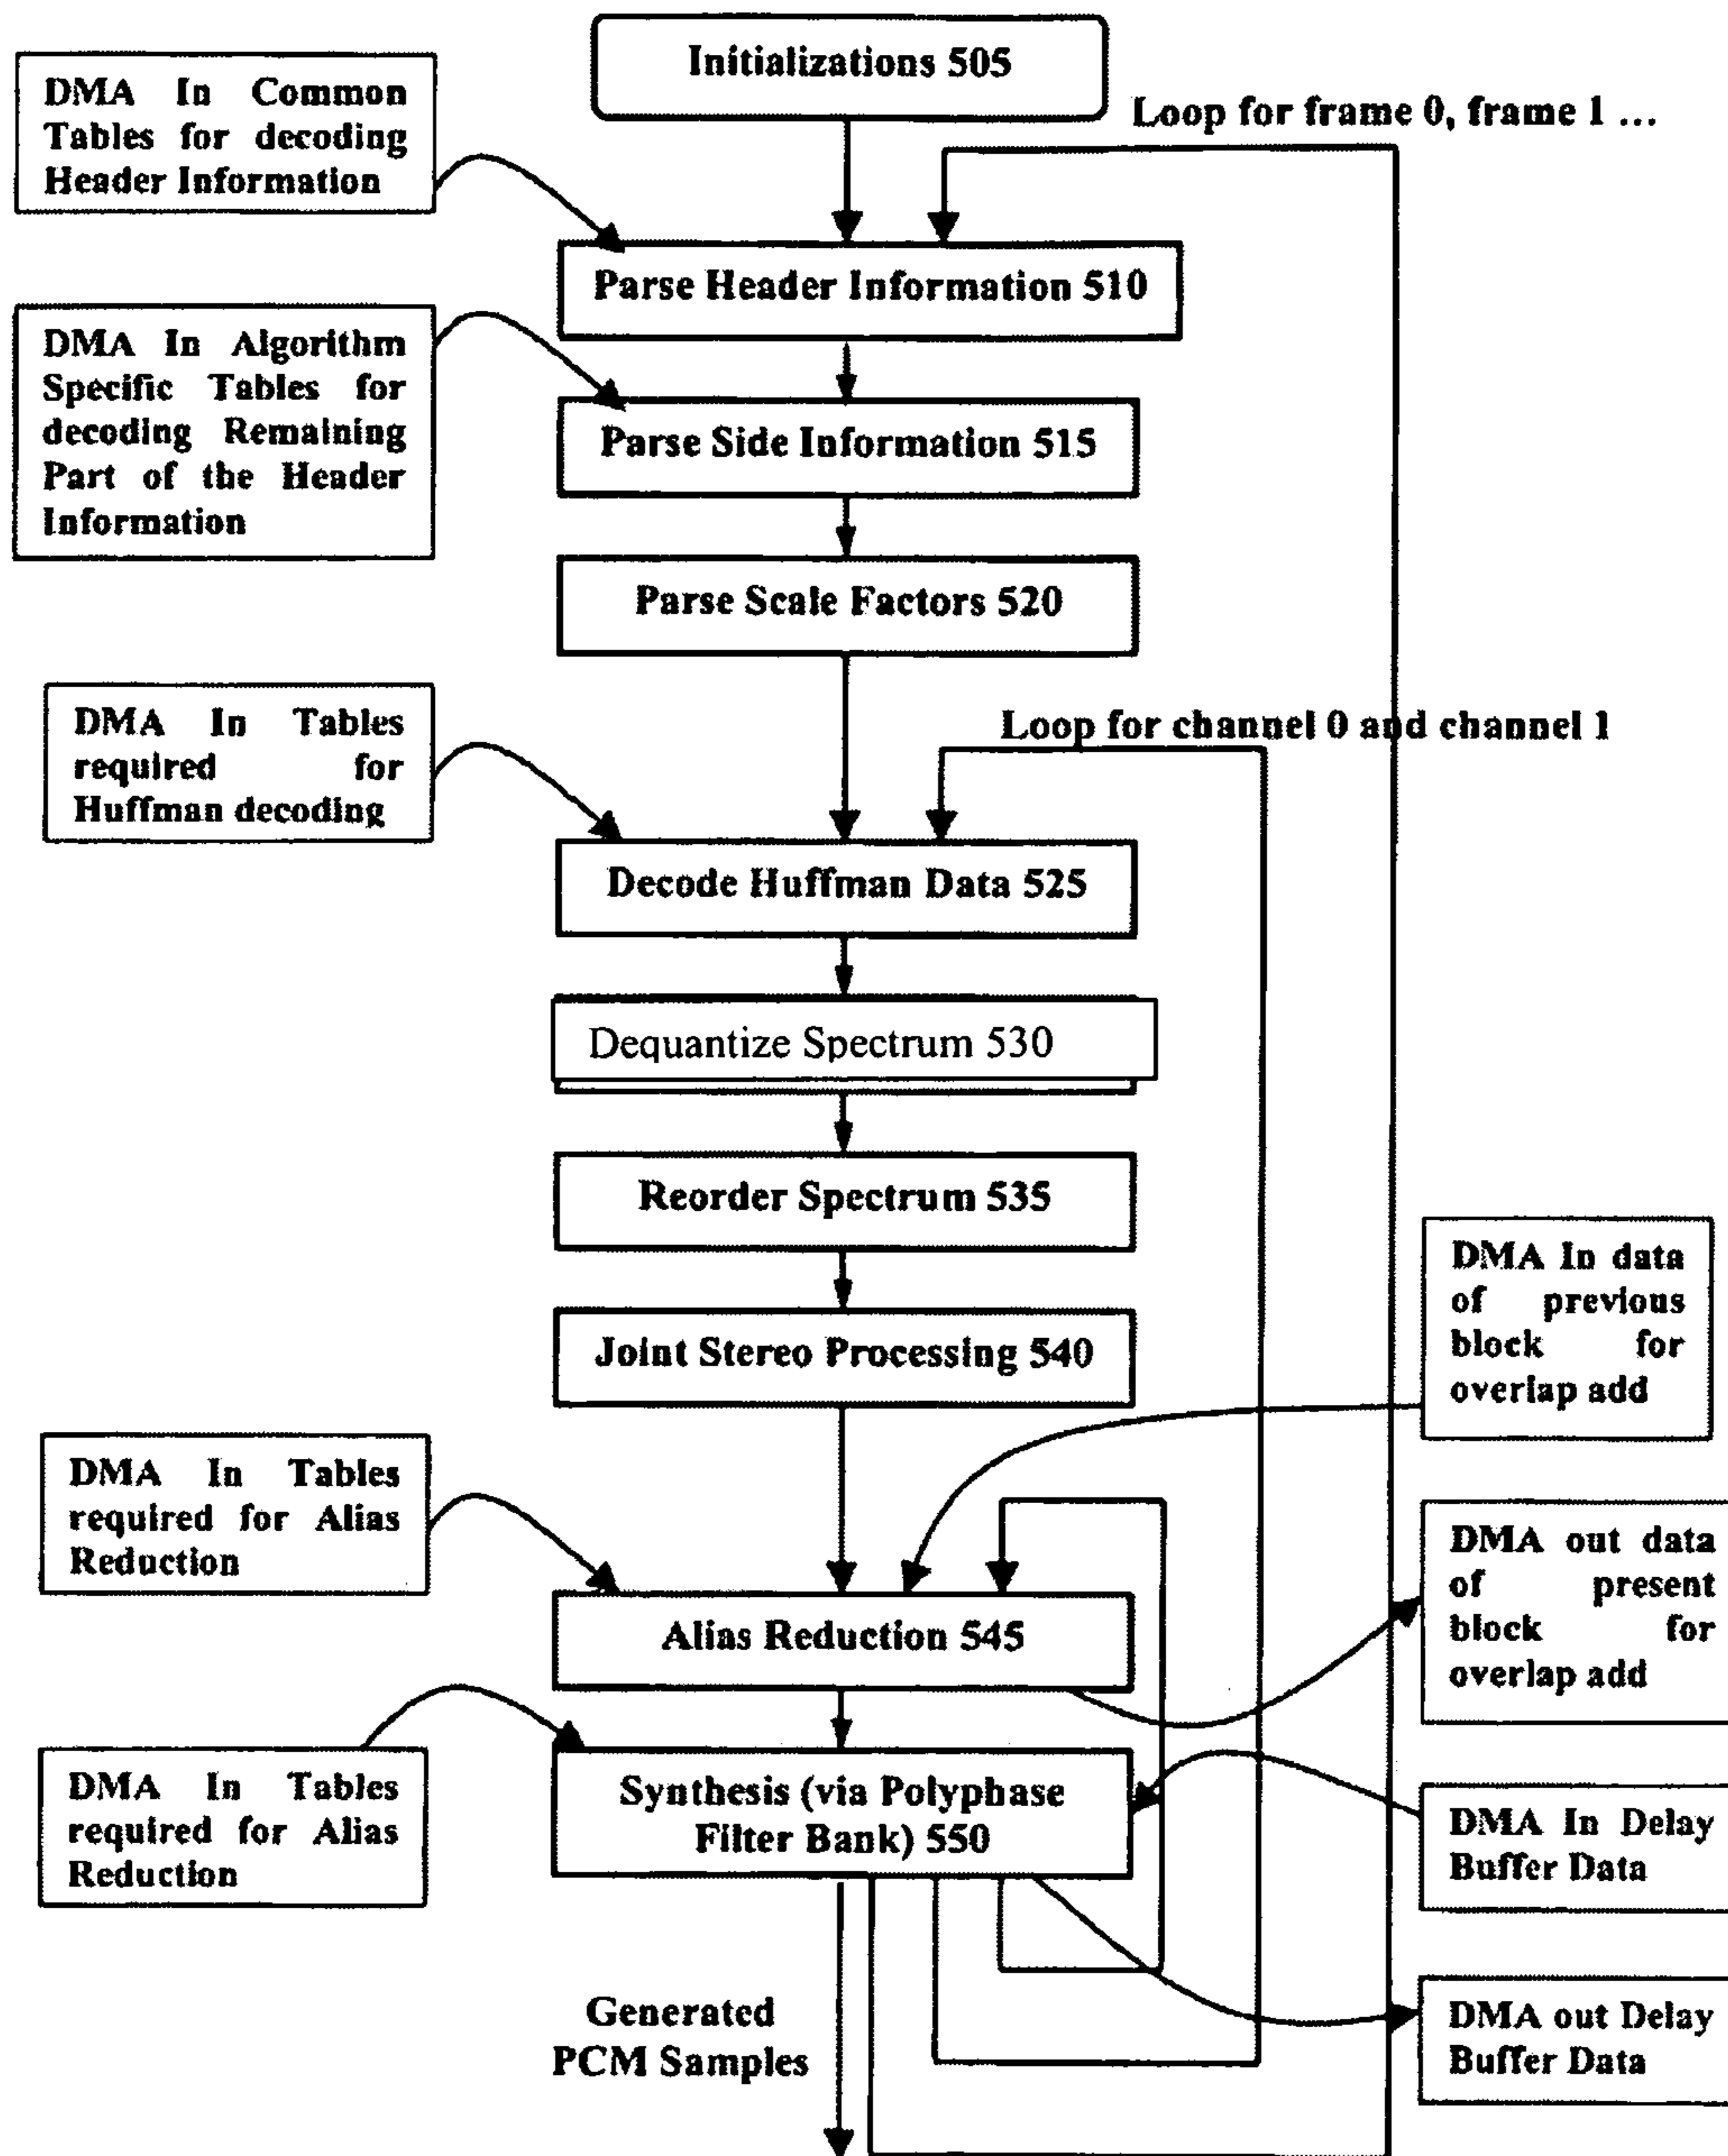 Initializations 505
DMA In Common
Tables for decoding
Header Information
Loop for frame 0, frame 1 ...
Parse Header Information 510
DMA In Algorithm
Specific Tables for
decoding Remaining
Part of the Header
Information
Parse Side Information 515
Parse Scale Factors 520
DMA In Tables
required for
Huffman decoding
Loop for channel 0 and channel 1
Decode Huffman Data 525
Dequantize Spectrum 530
Reorder Spectrum 535
DMA In data
of previous
block for
overlap add
Joint Stereo Processing 540
DMA In Tables
required for Alias
Reduction
DMA out data
of present
block for
overlap add
Alias Reduction 545
DMA In Tables
required for Alias
Reduction
Synthesis (via Polyphase
Filter Bank) 550
DMA In Delay
Buffer Data
Generated
PCM Samples
DMA out Delay
Buffer Data